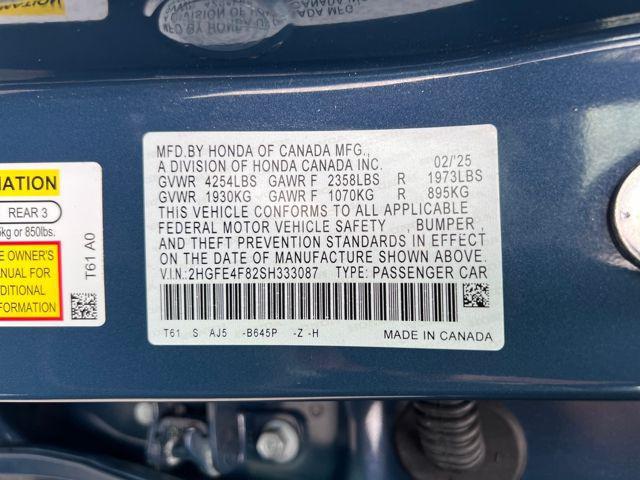 MFD.BY HONDA OF CANADA MFG.,
A DIVISION OF HONDA CANADA INC. 02/'25
GVWR 4254LBS GAWR F 2358LBS R 1973LBS
GVWR 1930KG GAWR F 1070KG R 895KG
THIS VEHICLE CONFORMS TO ALL APPLICABLE
FEDERAL MOTOR VEHICLE SAFETY , BUMPER ,
AND THEFT PREVENTION STANDARDS IN EFFECT
ON THE DATE OF MANUFACTURE SHOWN ABOVE.
V.I.N.: 2HGFE4F82SH333087 TYPE: PASSENGER CAR
T61 S AJ5 -B645P -Z -H MADE IN CANADA
MATION
REAR 3
kg or 850lbs.
OWNER'S
MANUAL FOR
DDITIONAL
FORMATION
T61 A0